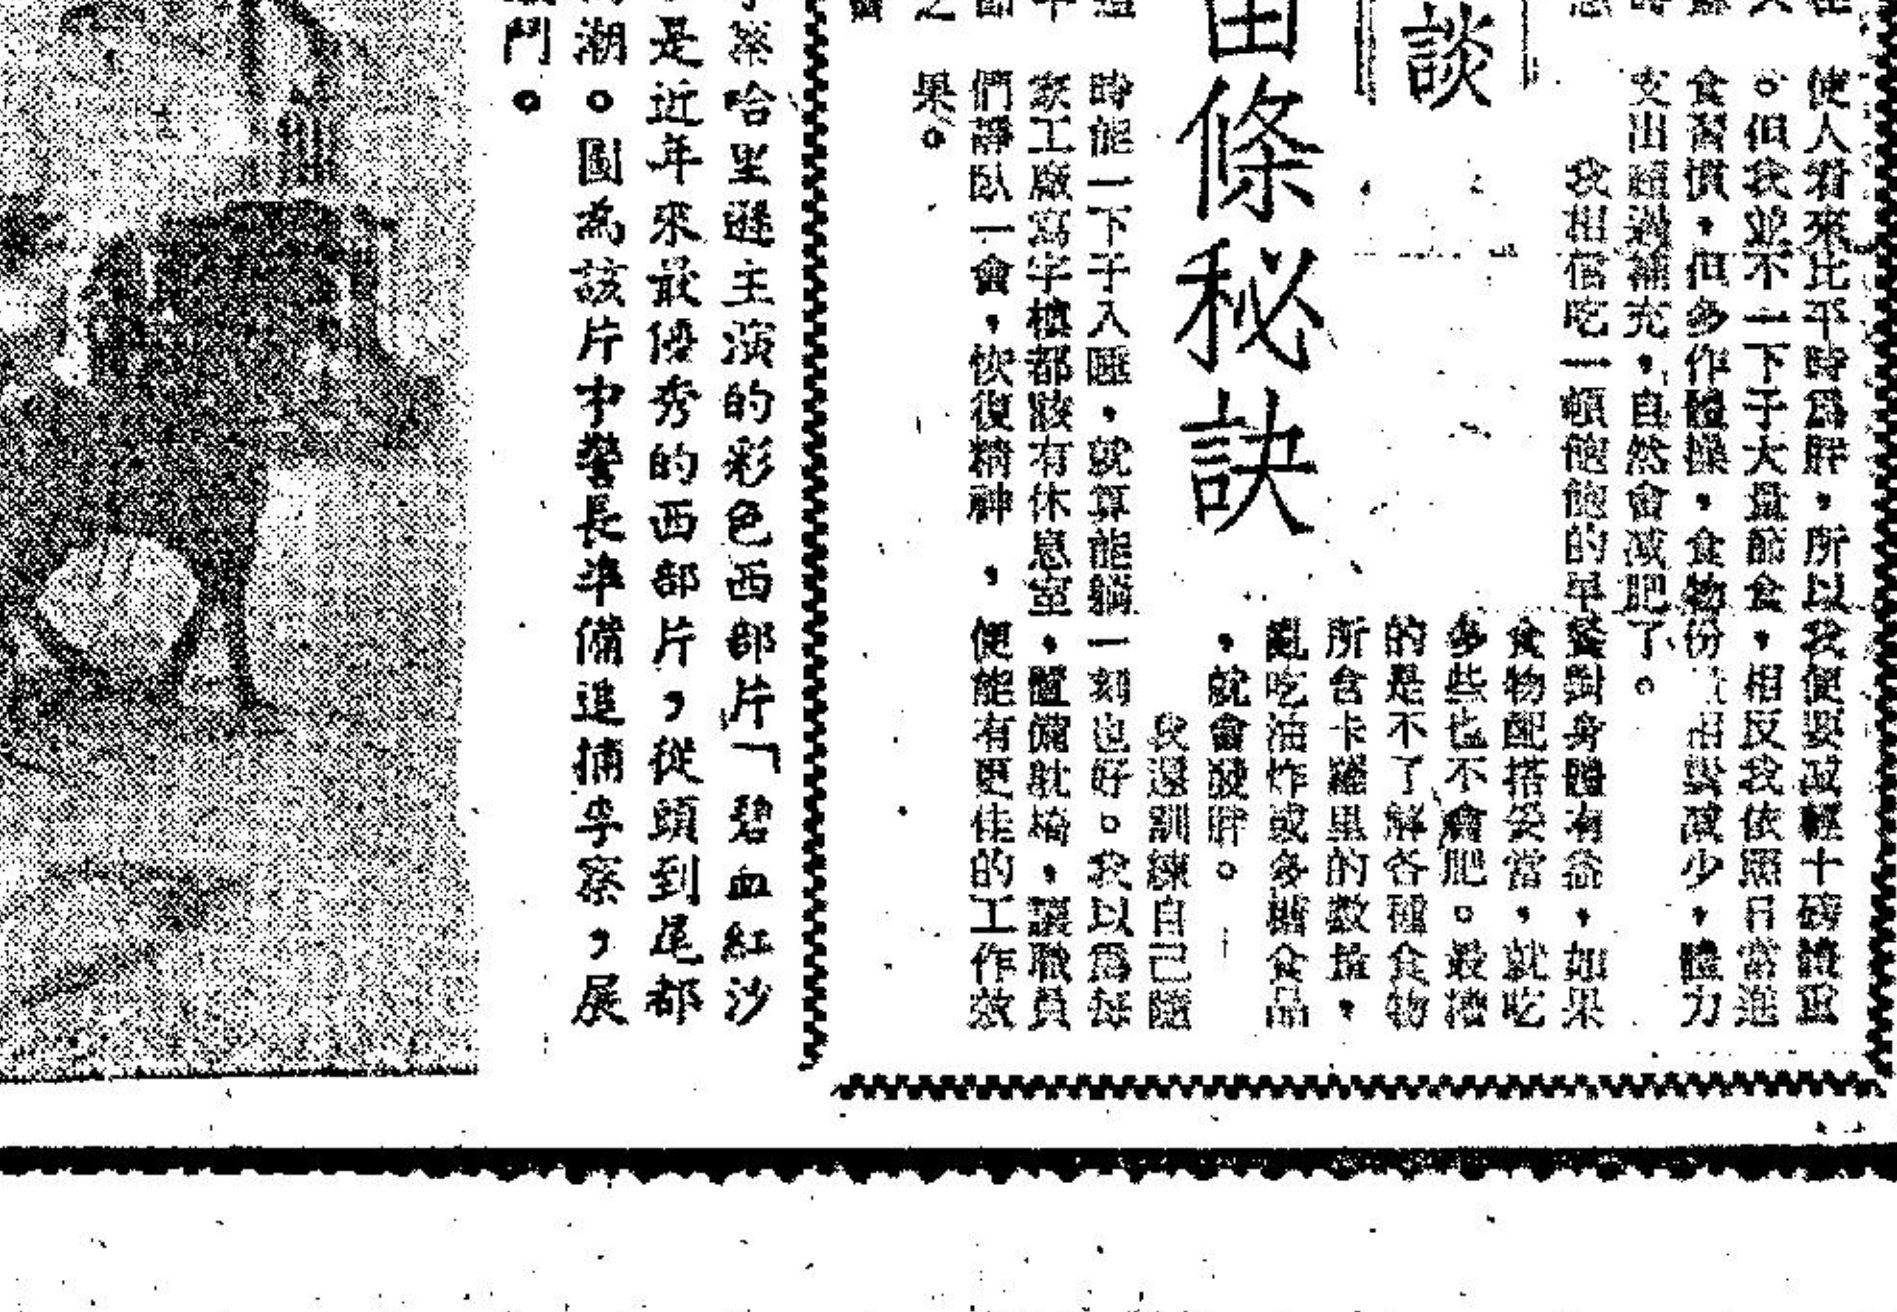 談
條秘訣
使人看來比平時爲胖，所以我便要减輕十磅體重
。但我並不一下子大量節食，相反我依照日常進
食習慣，但多作體操，食物份 相對減少，體力
支出超過補充，自然會减肥了。
我相信吃一頓飽飽的早餐對身體有益，如果
食物配搭妥當，就吃
多些也不會肥。最壞
的是不了解各種食物
所含卡羅里的數量，
亂吃油炸或多糖食品
，就會發胖。
我還訓練自己隨
時能一下子入睡，就算能躺一刻也好。我以爲每
家工廠寫字樓都該有休息室，置備躺椅，讓職員
們靜臥一會，恢復精神，便能有更佳的工作效
果。
察哈里遜主演的彩色西部片「碧血紅沙
是近年來最優秀的西部片，從頭到尾都
潮。圖為該片中警長準備追捕李察，展
鬥。